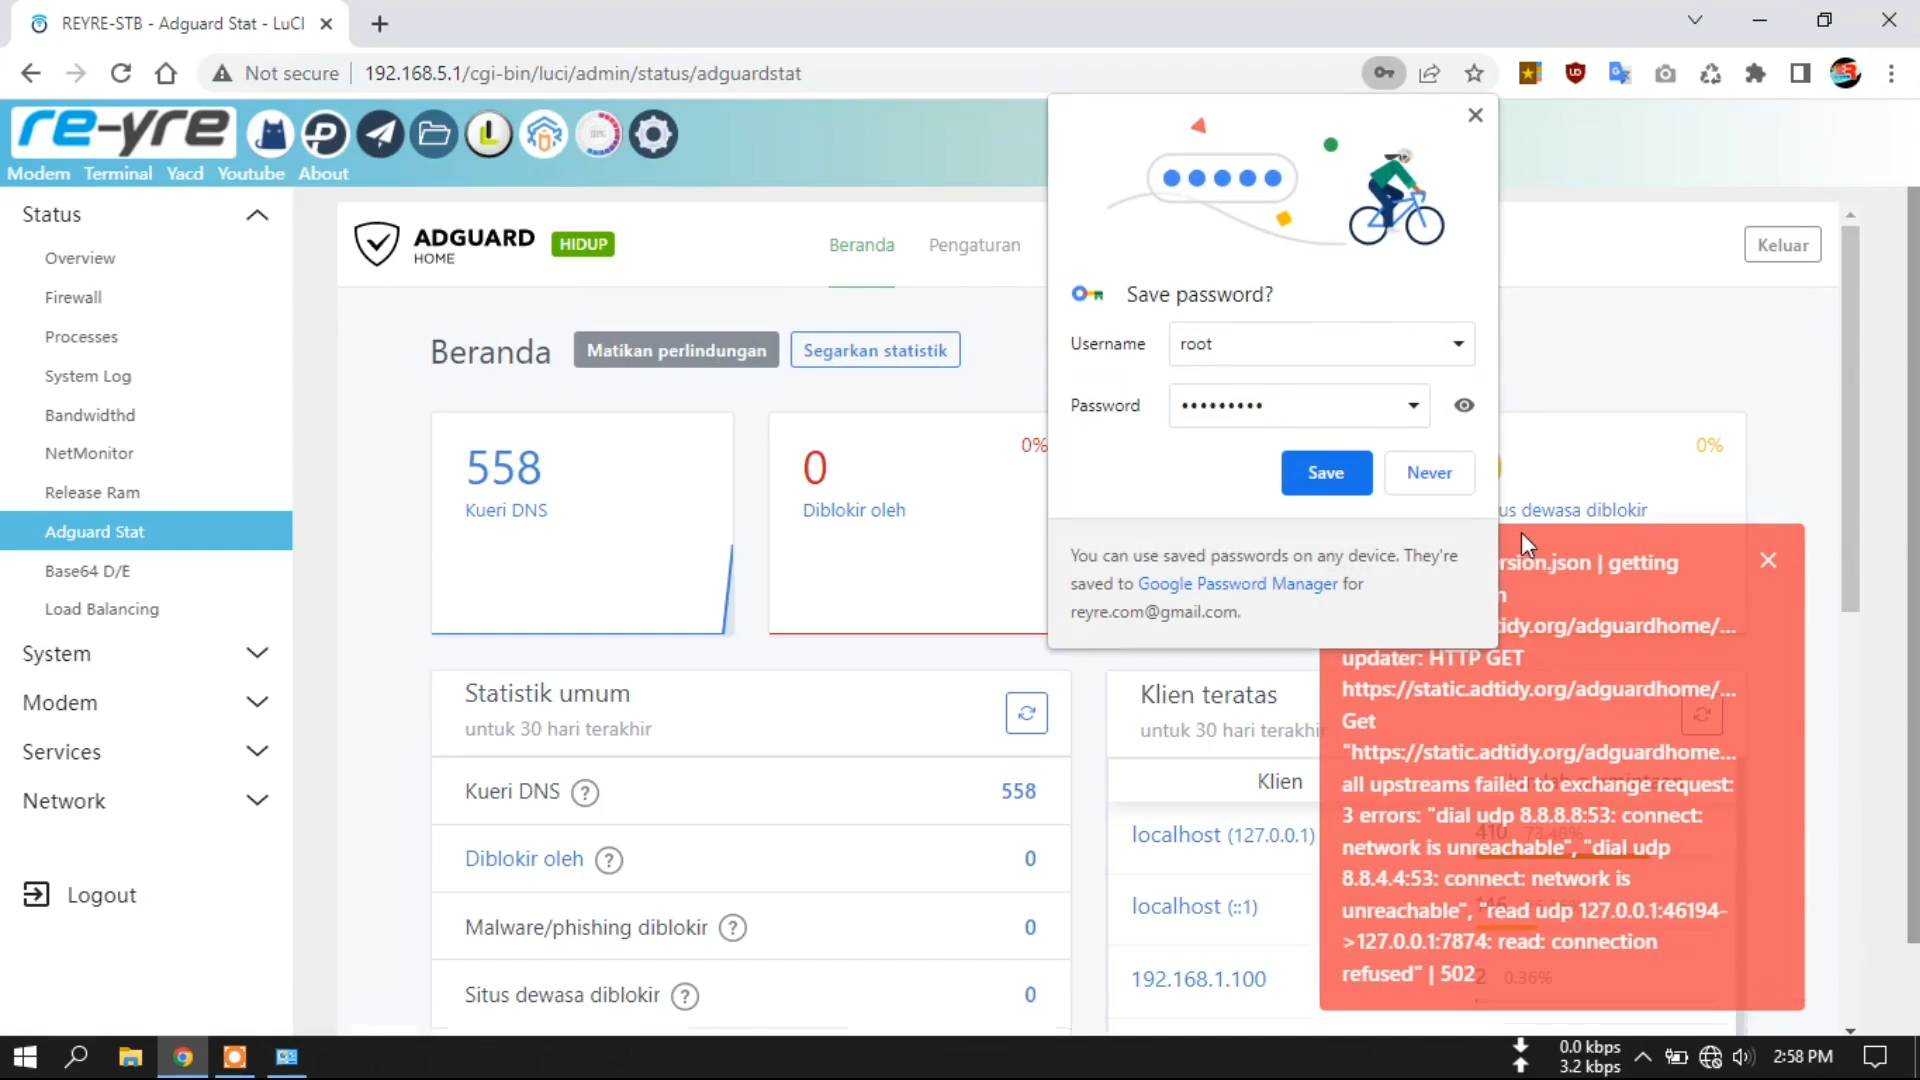 REYRE-STB - Adguard Stat - LuCI
Not secure
192.168.5.1/cgi-bin/luci/admin/status/adguardstat
re-yre
Modem Terminal Yacd Youtube About
Status
Overview
Firewall
Processes
System Log
Bandwidthd
NetMonitor
Release Ram
Adguard Stat
Base64 D/E
Load Balancing
System
Modem
Services
Network
Logout
ADGUARD
HOME
HIDUP
Beranda
Pengaturan
Keluar
Beranda
Matikan perlindungan
Segarkan statistik
558
Kueri DNS
0
0%
Diblokir oleh
0%
us dewasa diblokir
Save password?
Username
root
Password
•••••••••
Save
Never
You can use saved passwords on any device. They're
saved to Google Password Manager for
reyre.com@gmail.com.
Statistik umum
untuk 30 hari terakhir
Kueri DNS
558
Diblokir oleh
0
Malware/phishing diblokir
0
Situs dewasa diblokir
0
Klien teratas
untuk 30 hari terakhir
Klien
localhost (127.0.0.1)
410 73.48%
localhost (::1)
192.168.1.100
0.36%
rsion.json | getting
n
tidy.org/adguardhome/...
updater: HTTP GET
https://static.adtidy.org/adguardhome/...
Get
"https://static.adtidy.org/adguardhome...
all upstreams failed to exchange request:
3 errors: "dial udp 8.8.8.8:53: connect:
network is unreachable", "dial udp
8.8.4.4:53: connect: network is
unreachable", "read udp 127.0.0.1:46194-
>127.0.0.1:7874: read: connection
refused" | 502
0.0 kbps
3.2 kbps
2:58 PM